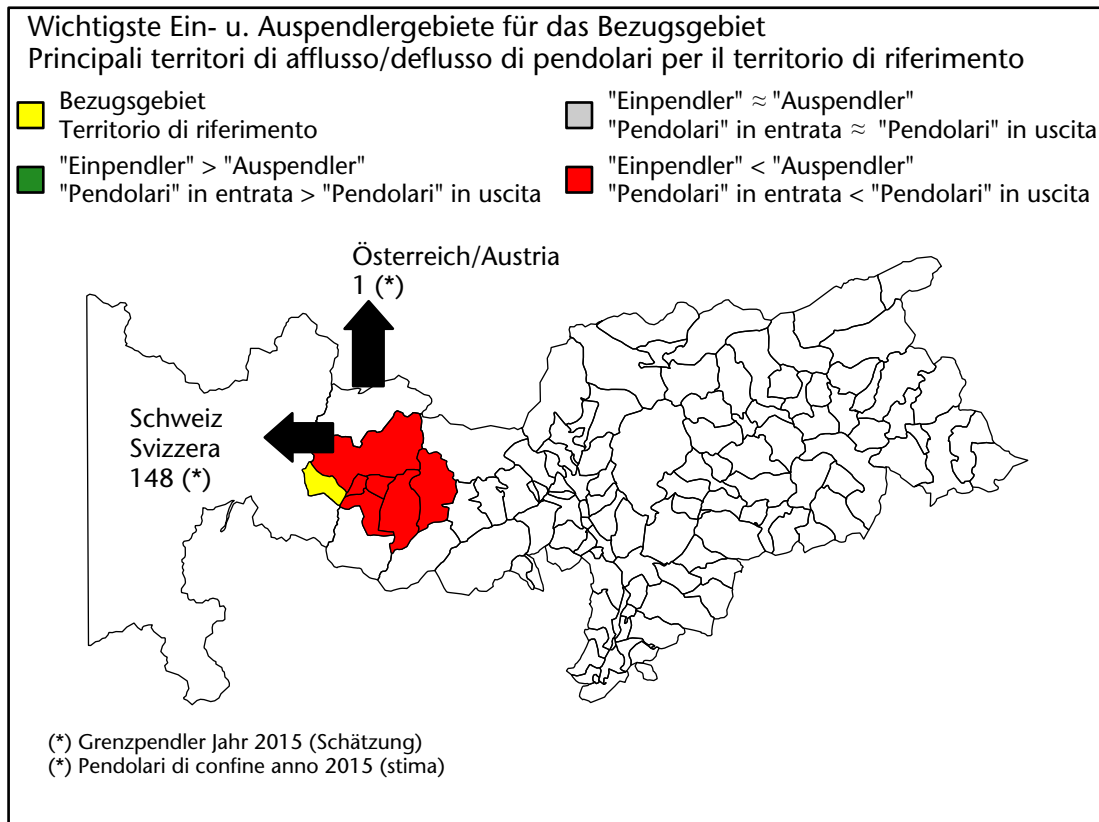 Wichtigste Ein- u. Auspendlergebiete für das Bezugsgebiet
Principali territori di afflusso/deflusso di pendolari per il territorio di riferimento
Bezugsgebiet
Territorio di riferimento
"Einpendler" > "Auspendler"
"Pendolari" in entrata > "Pendolari" in uscita
"Einpendler" ≈ "Auspendler"
"Pendolari" in entrata ≈ "Pendolari" in uscita
"Einpendler" < "Auspendler"
"Pendolari" in entrata < "Pendolari" in uscita
Österreich/Austria
1 (*)
Schweiz
Svizzera
148 (*)
(*) Grenzpendler Jahr 2015 (Schätzung)
(*) Pendolari di confine anno 2015 (stima)